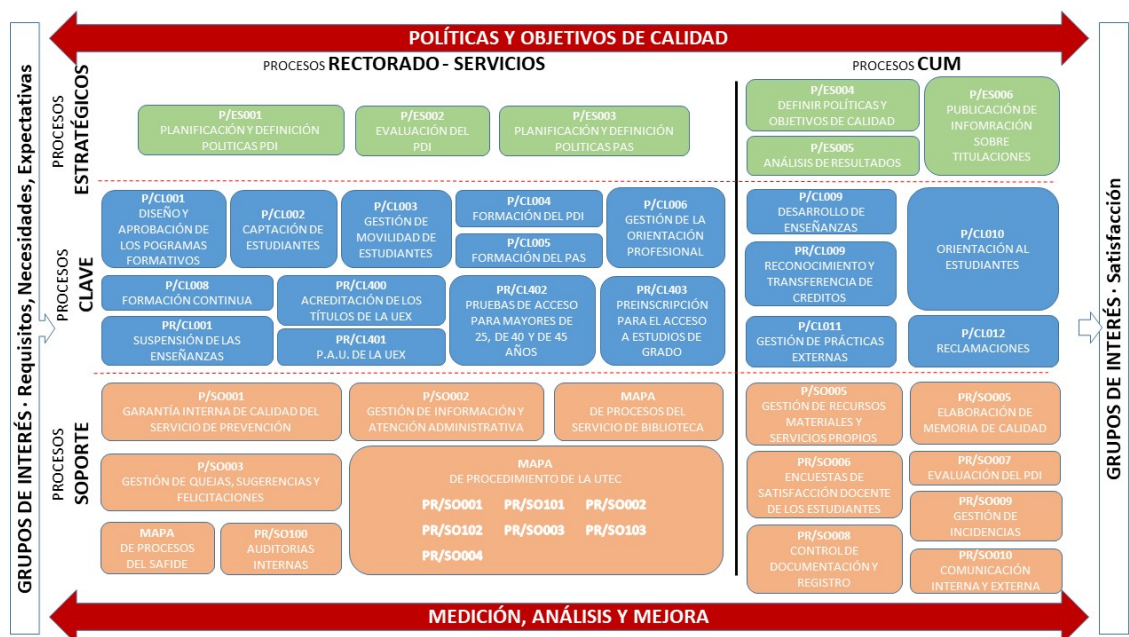 POLÍTICAS Y OBJETIVOS DE CALIDAD
GRUPOS DE INTERÉS · Requisitos, Necesidades, Expectativas
PROCESOS RECTORADO - SERVICIOS
PROCESOS CUM
PROCESOS
ESTRATÉGICOS
P/ES001
PLANIFICACIÓN Y DEFINICIÓN
POLITICAS PDI
P/ES002
EVALUACIÓN DEL
PDI
P/ES003
PLANIFICACIÓN Y DEFINICIÓN
POLITICAS PAS
P/ES004
DEFINIR POLÍTICAS Y
OBJETIVOS DE CALIDAD
P/ES005
ANÁLISIS DE RESULTADOS
P/ES006
PUBLICACIÓN DE
INFOMRACIÓN
SOBRE
TITULACIONES
PROCESOS
CLAVE
P/CL001
DISEÑO Y
APROBACIÓN DE
LOS POGRAMAS
FORMATIVOS
P/CL002
CAPTACIÓN DE
ESTUDIANTES
P/CL003
GESTIÓN DE
MOVILIDAD DE
ESTUDIANTES
P/CL004
FORMACIÓN DEL PDI
P/CL005
FORMACIÓN DEL PAS
P/CL006
GESTIÓN DE LA
ORIENTACIÓN
PROFESIONAL
P/CL008
FORMACIÓN CONTINUA
PR/CL001
SUSPENSIÓN DE LAS
ENSEÑANZAS
PR/CL400
ACREDITACIÓN DE LOS
TÍTULOS DE LA UEX
PR/CL401
P.A.U. DE LA UEX
PR/CL402
PRUEBAS DE ACCESO
PARA MAYORES DE
25, DE 40 Y DE 45
AÑOS
PR/CL403
PREINSCRIPCIÓN
PARA EL ACCESO
A ESTUDIOS DE
GRADO
P/CL009
DESARROLLO DE
ENSEÑANZAS
PR/CL009
RECONOCIMIENTO Y
TRANSFERENCIA DE
CREDITOS
P/CL010
ORIENTACIÓN AL
ESTUDIANTES
P/CL011
GESTIÓN DE PRÁCTICAS
EXTERNAS
P/CL012
RECLAMACIONES
PROCESOS
SOPORTE
P/SO001
GARANTÍA INTERNA DE CALIDAD DEL
SERVICIO DE PREVENCIÓN
P/SO002
GESTIÓN DE INFORMACIÓN Y
ATENCIÓN ADMINISTRATIVA
MAPA
DE PROCESOS DEL
SERVICIO DE BIBLIOTECA
P/SO003
GESTIÓN DE QUEJAS, SUGERENCIAS Y
FELICITACIONES
MAPA
DE PROCESOS
DEL SAFIDE
PR/SO100
AUDITORIAS
INTERNAS
MAPA
DE PROCEDIMIENTO DE LA UTEC
PR/SO001 PR/SO101 PR/SO002
PR/SO102 PR/SO003 PR/SO103
PR/SO004
P/SO005
GESTIÓN DE RECURSOS
MATERIALES Y
SERVICIOS PROPIOS
PR/SO005
ELABORACIÓN DE
MEMORIA DE CALIDAD
PR/SO006
ENCUESTAS DE
SATISFACCIÓN DOCENTE
DE LOS ESTUDIANTES
PR/SO007
EVALUACIÓN DEL PDI
PR/SO009
GESTIÓN DE
INCIDENCIAS
PR/SO008
CONTROL DE
DOCUMENTACIÓN Y
REGISTRO
PR/SO010
COMUNICACIÓN
INTERNA Y EXTERNA
GRUPOS DE INTERÉS · Satisfacción
MEDICIÓN, ANÁLISIS Y MEJORA